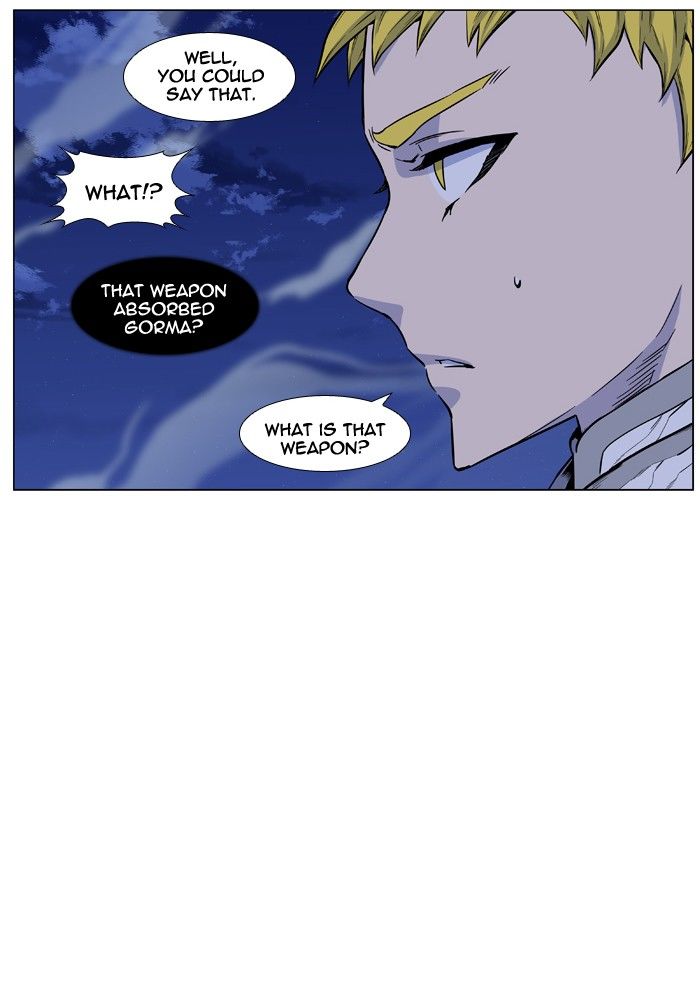 WELL,
YOU COULD
SAY THAT.
WHAT!?
THAT WEAPON
ABSORBED
GORMA?
WHAT IS THAT
WEAPON?